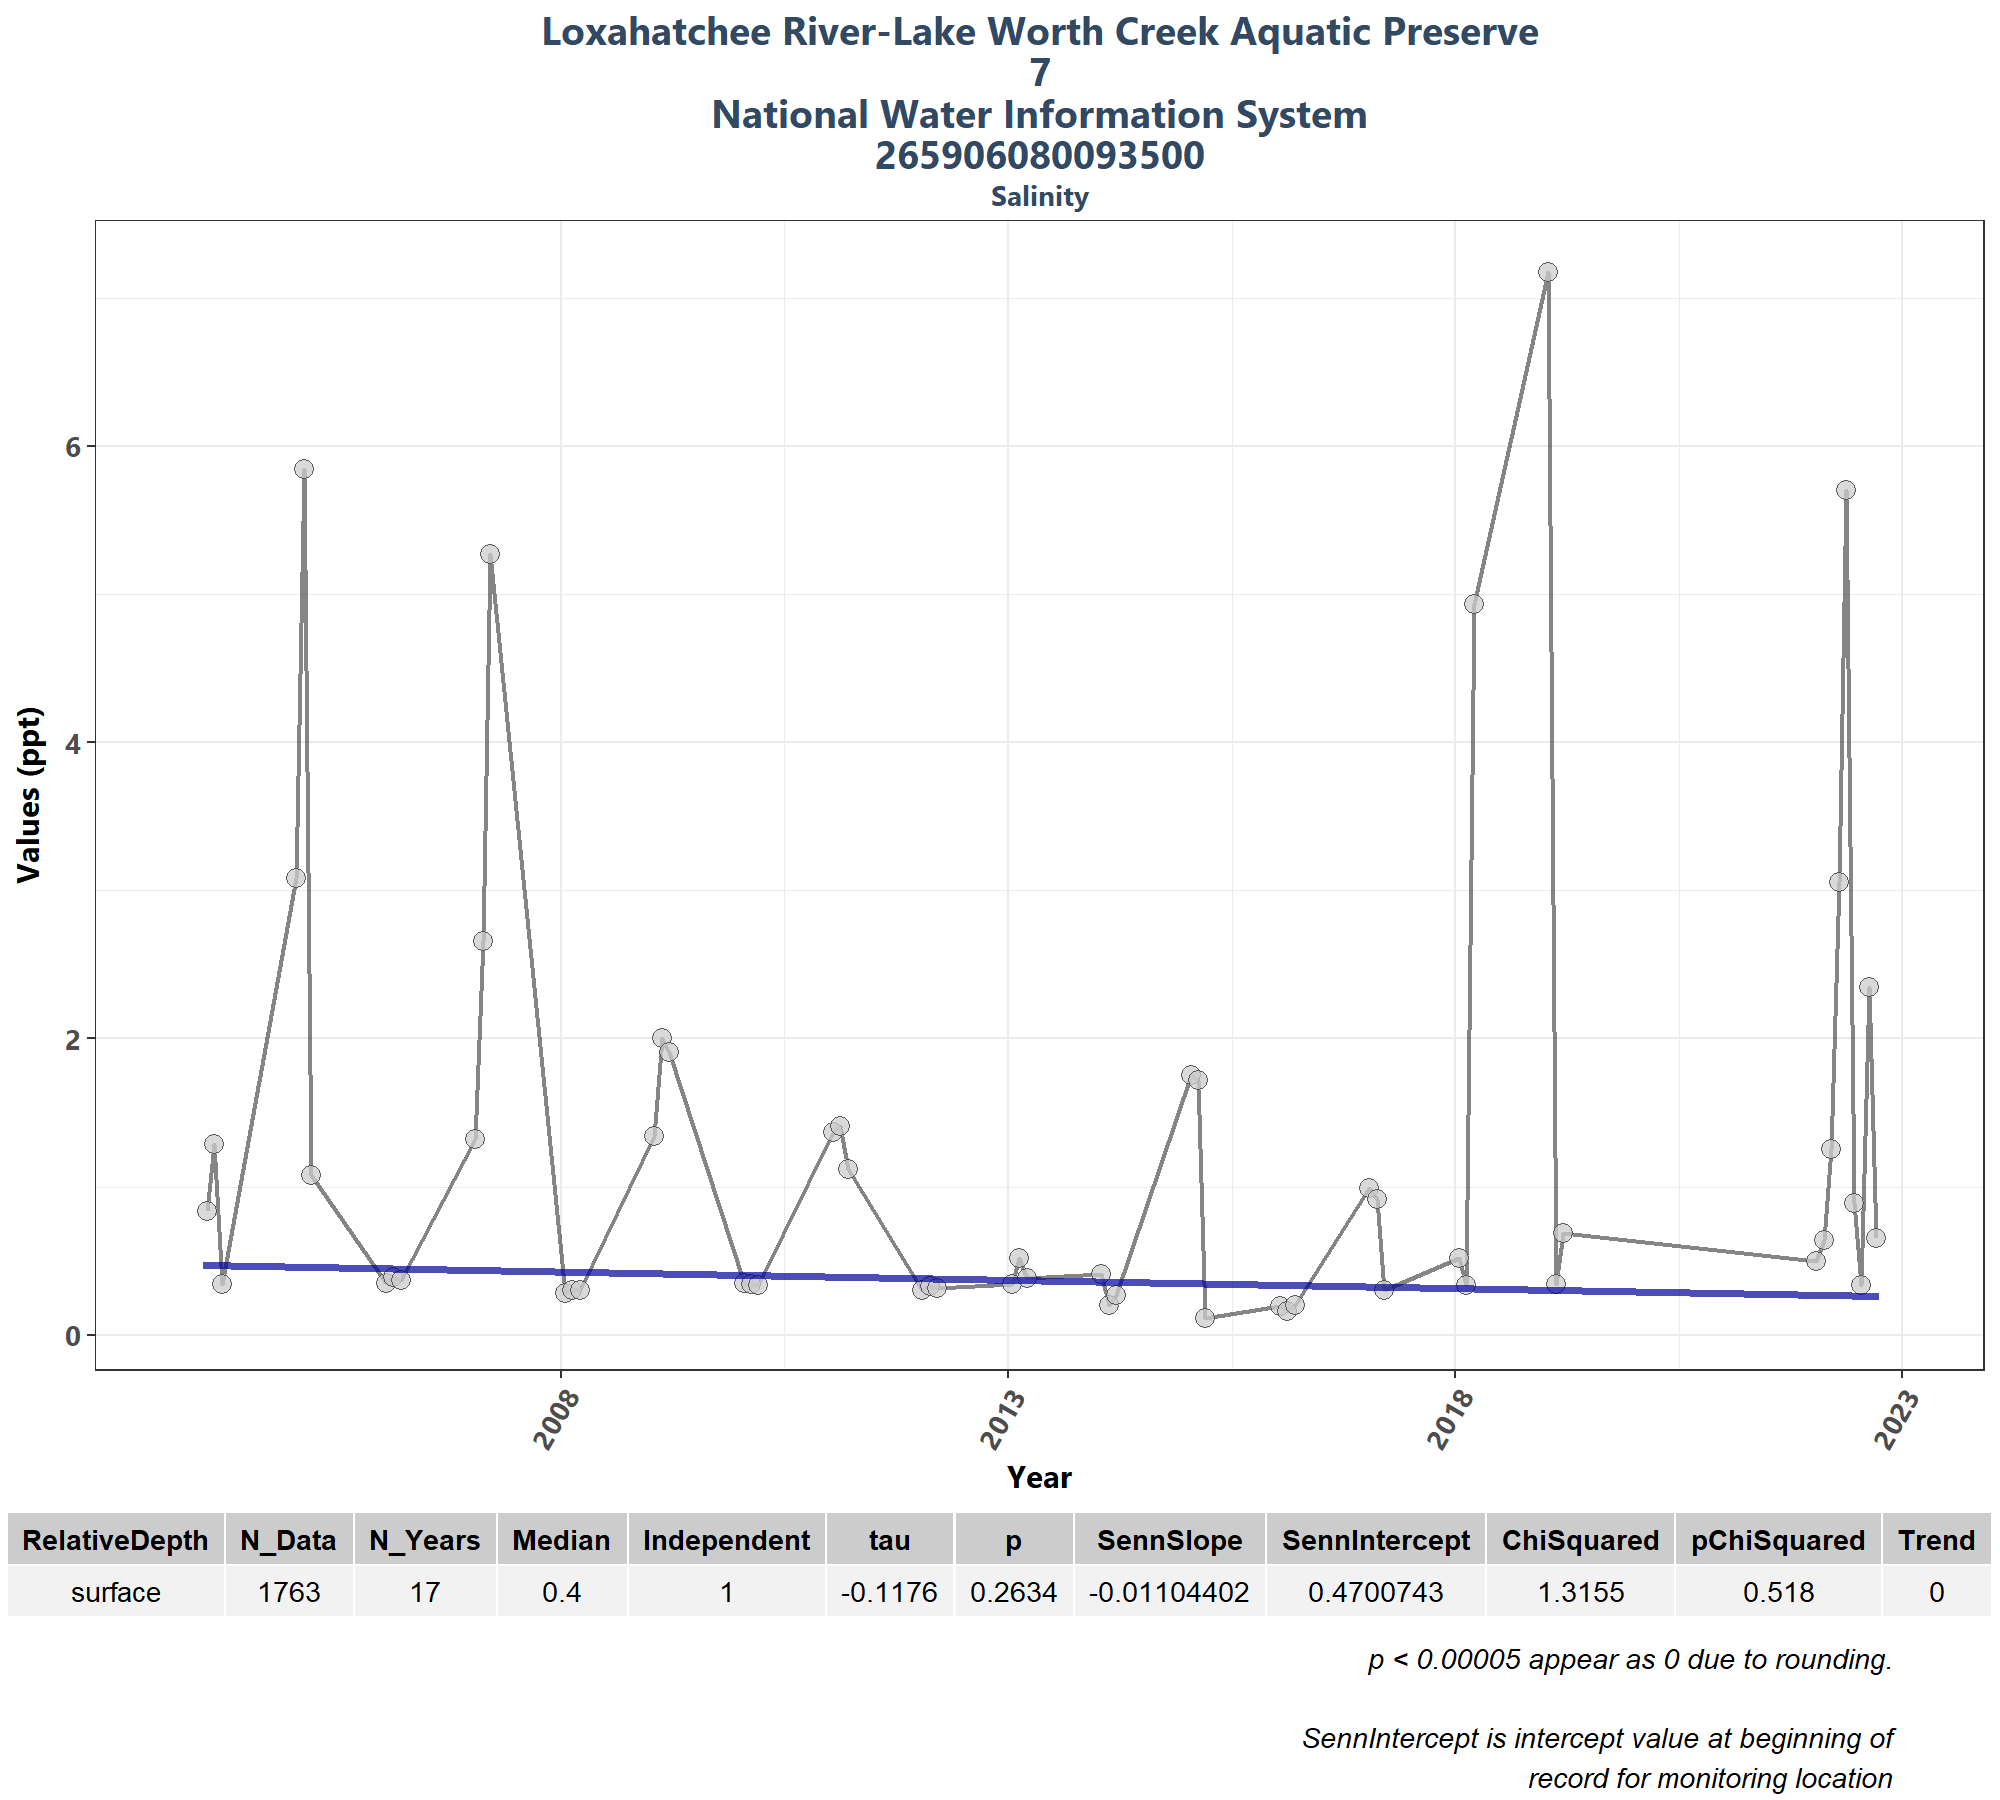 Loxahatchee River-Lake Worth Creek Aquatic Preserve
7
National Water Information System
265906080093500
Salinity
Values (ppt)
6
4
2
0
2008 2013 2018 2023
Year
RelativeDepth N_Data N_Years Median Independent tau p SennSlope SennIntercept ChiSquared pChiSquared Trend
surface 1763 17 0.4 1 -0.1176 0.2634 -0.01104402 0.4700743 1.3155 0.518 0
p < 0.00005 appear as 0 due to rounding.
SennIntercept is intercept value at beginning of
record for monitoring location